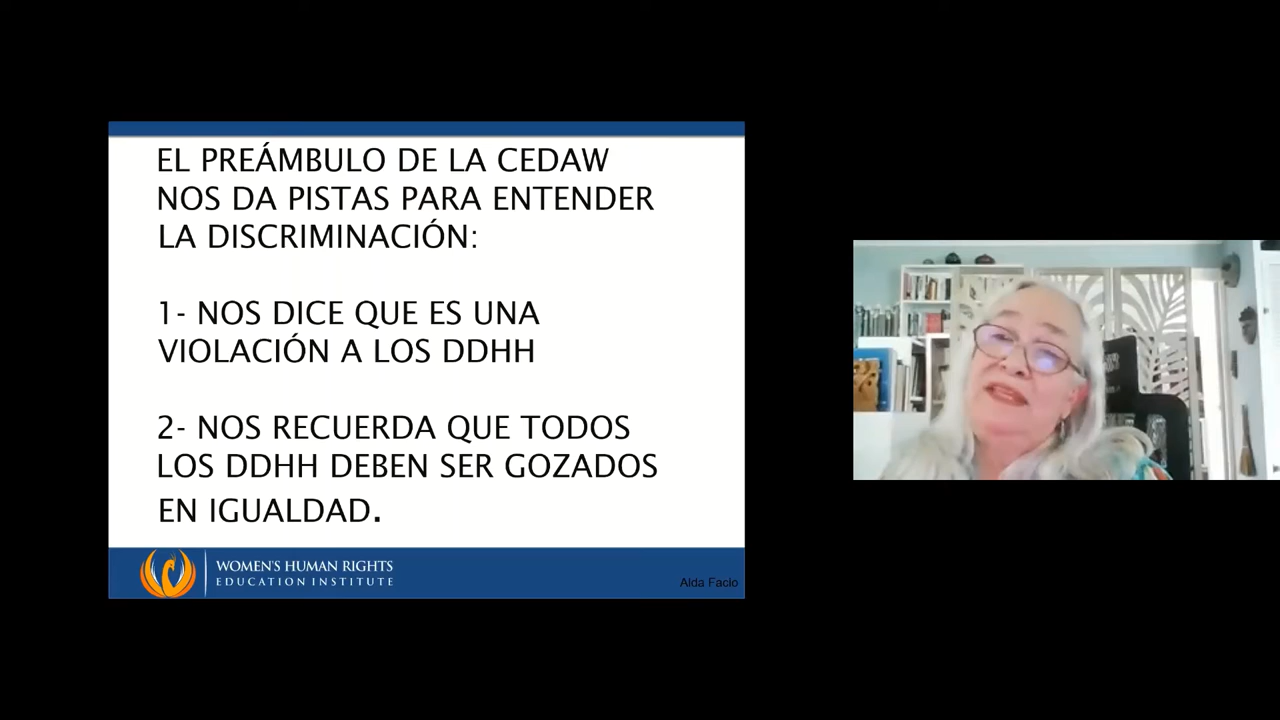 EL PREÁMBULO DE LA CEDAW
NOS DA PISTAS PARA ENTENDER
LA DISCRIMINACIÓN:
1- NOS DICE QUE ES UNA
VIOLACIÓN A LOS DDHH
2- NOS RECUERDA QUE TODOS
LOS DDHH DEBEN SER GOZADOS
EN IGUALDAD.
WOMEN'S HUMAN RIGHTS
EDUCATION INSTITUTE
Alda Facio